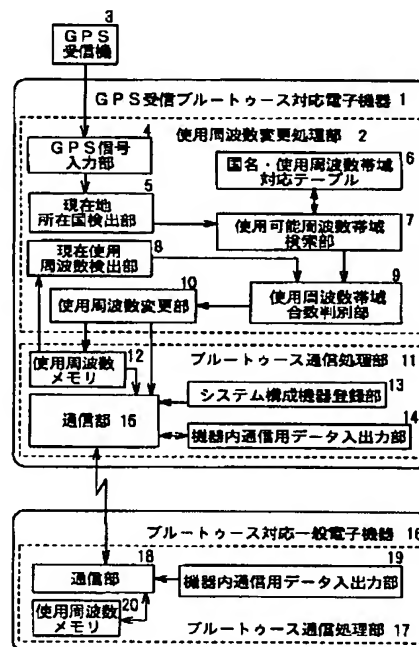 3
GPS
受信機
GPS受信ブルートゥース対応電子機器 1
使用周波数変更処理部 2
4
GPS信号
入力部
5
現在地
所在国検出部
6
国名・使用周波数帯域
対応テーブル
7
使用可能周波数帯域
検索部
8
現在使用
周波数検出部
9
使用周波数帯域
合致判別部
10
使用周波数変更部
ブルートゥース通信処理部 11
12
使用周波数
メモリ
13
システム構成機器登録部
14
機器内通信用データ入出力部
通信部 15
ブルートゥース対応一般電子機器 16
18
通信部
19
機器内通信用データ入出力部
20
使用周波数
メモリ
ブルートゥース通信処理部 17